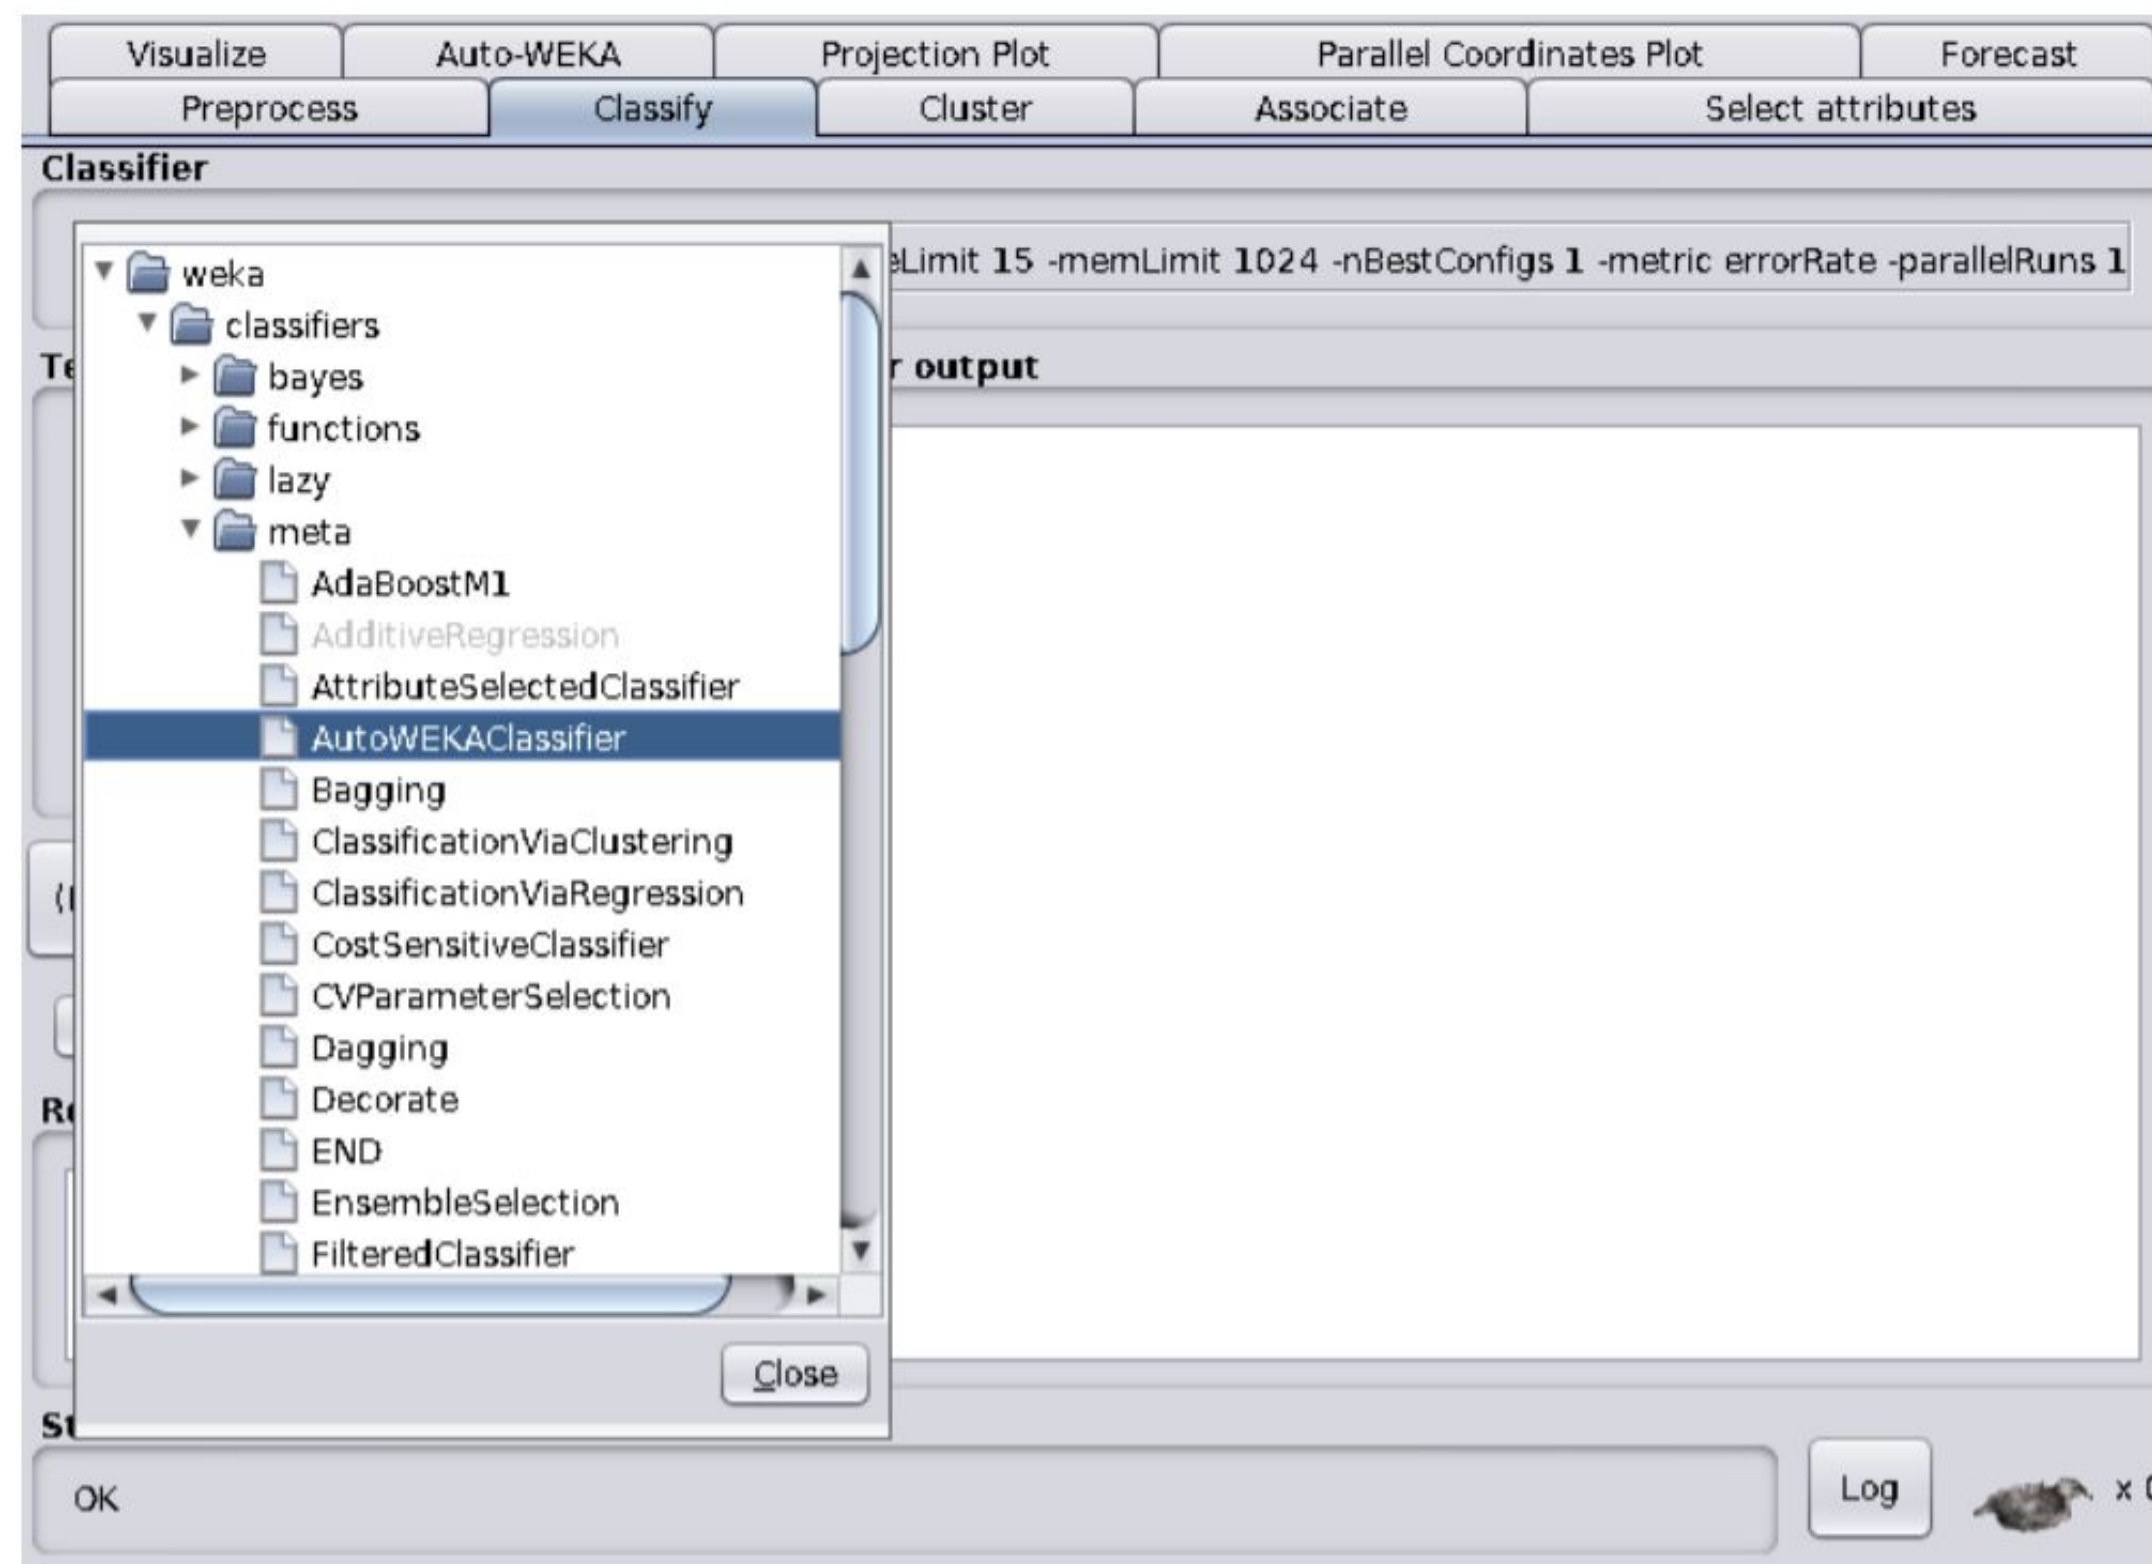 Visualize Auto-WEKA Projection Plot Parallel Coordinates Plot Forecast
Preprocess Classify Cluster Associate Select attributes
Classifier
eLimit 15 -memLimit 1024 -nBestConfigs 1 -metric errorRate -parallelRuns 1
weka
classifiers
r output
bayes
functions
lazy
meta
AdaBoostM1
AdditiveRegression
AttributeSelectedClassifier
AutoWEKAClassifier
Bagging
ClassificationViaClustering
ClassificationViaRegression
CostSensitiveClassifier
CVParameterSelection
Dagging
Decorate
END
EnsembleSelection
FilteredClassifier
Close
OK
Log
x 0